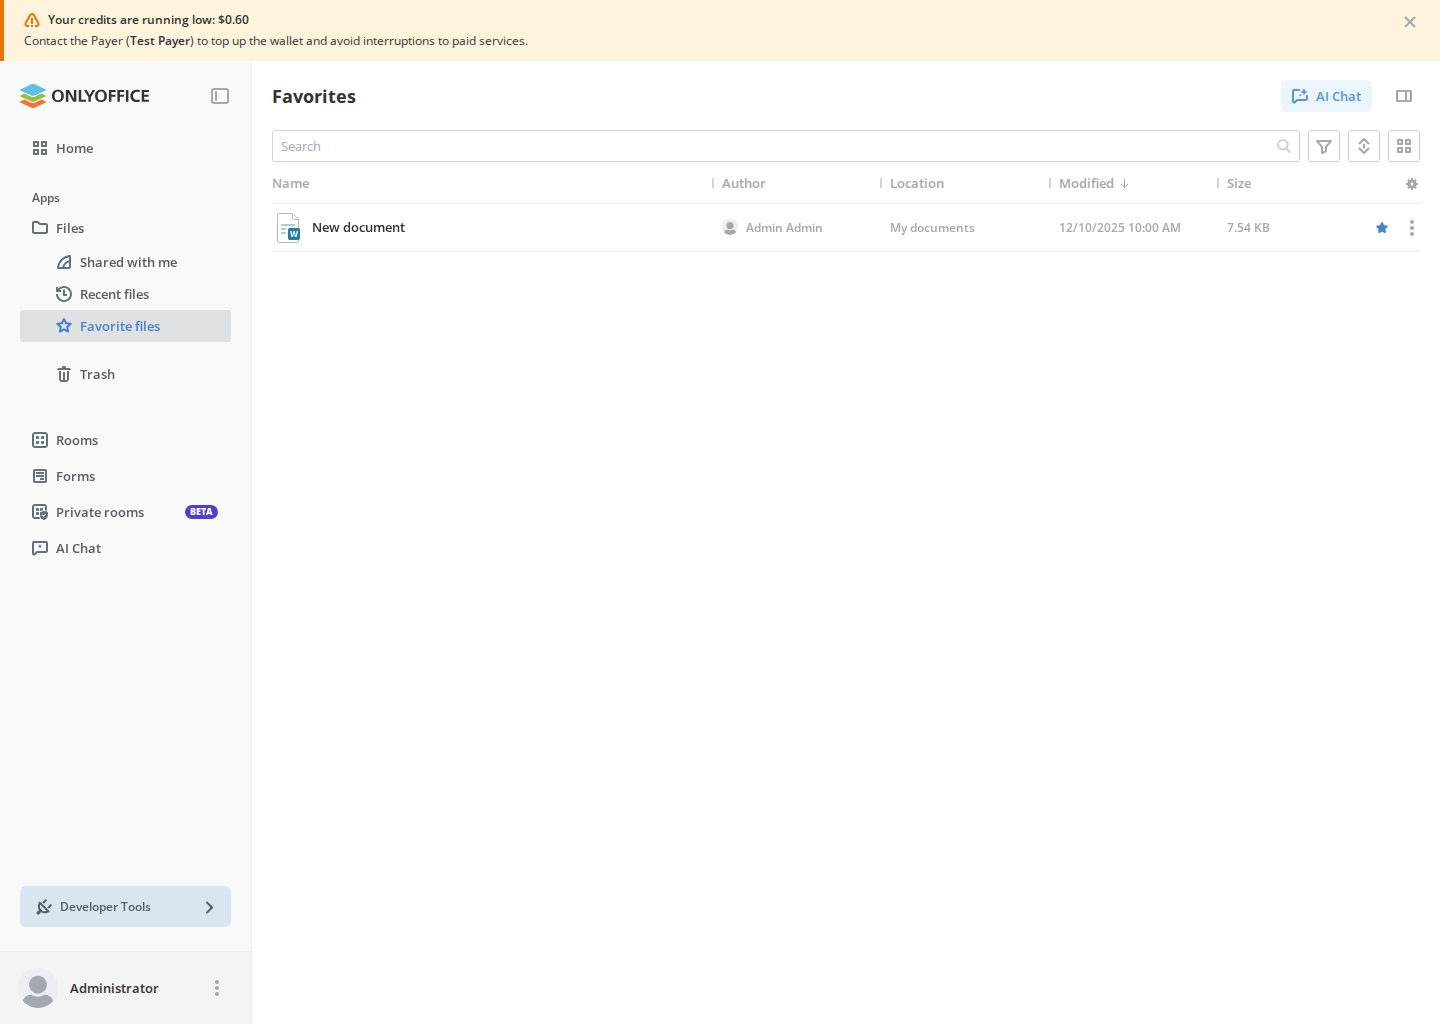 Your credits are running low: $0.60
Contact the Payer (Test Payer) to top up the wallet and avoid interruptions to paid services.
ONLYOFFICE
Home
Apps
Files
Shared with me
Recent files
Favorite files
Trash
Rooms
Forms
Private rooms BETA
AI Chat
Developer Tools
Administrator
Favorites
AI Chat
Search
Name Author Location Modified Size
W New document Admin Admin My documents 12/10/2025 10:00 AM 7.54 KB